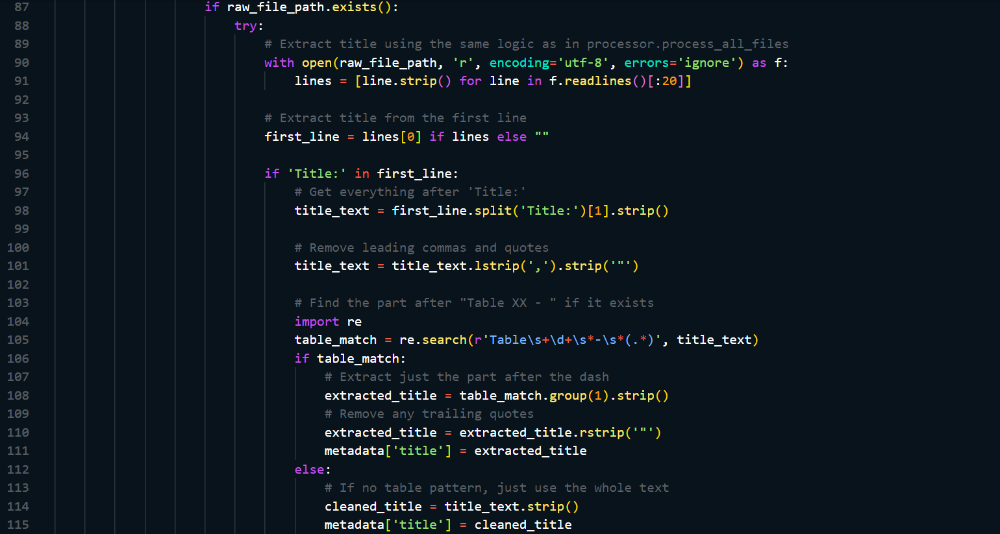 87 if raw_file_path.exists():
88 try:
89 # Extract title using the same logic as in processor.process_all_files
90 with open(raw_file_path, 'r', encoding='utf-8', errors='ignore') as f:
91 lines = [line.strip() for line in f.readlines()[:20]]
92
93 # Extract title from the first line
94 first_line = lines[0] if lines else ""
95
96 if 'Title:' in first_line:
97 # Get everything after 'Title:'
98 title_text = first_line.split('Title:')[1].strip()
99
100 # Remove leading commas and quotes
101 title_text = title_text.lstrip(',').strip('"')
102
103 # Find the part after "Table XX - " if it exists
104 import re
105 table_match = re.search(r'Table\s+\d+\s*-\s*(.*)', title_text)
106 if table_match:
107 # Extract just the part after the dash
108 extracted_title = table_match.group(1).strip()
109 # Remove any trailing quotes
110 extracted_title = extracted_title.rstrip('"')
111 metadata['title'] = extracted_title
112 else:
113 # If no table pattern, just use the whole text
114 cleaned_title = title_text.strip()
115 metadata['title'] = cleaned_title